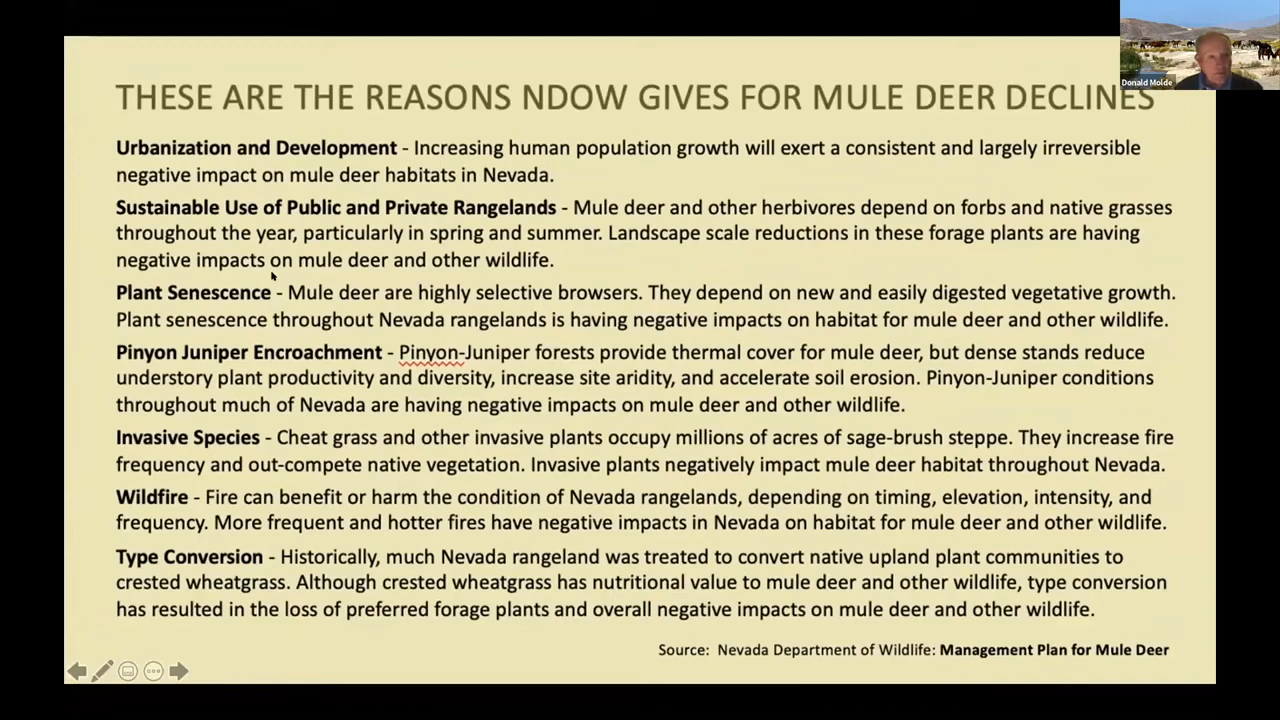 Donald Molde
THESE ARE THE REASONS NDOW GIVES FOR MULE DEER DECLINES
Urbanization and Development - Increasing human population growth will exert a consistent and largely irreversible
negative impact on mule deer habitats in Nevada.
Sustainable Use of Public and Private Rangelands - Mule deer and other herbivores depend on forbs and native grasses
throughout the year, particularly in spring and summer. Landscape scale reductions in these forage plants are having
negative impacts on mule deer and other wildlife.
Plant Senescence - Mule deer are highly selective browsers. They depend on new and easily digested vegetative growth.
Plant senescence throughout Nevada rangelands is having negative impacts on habitat for mule deer and other wildlife.
Pinyon Juniper Encroachment - Pinyon-Juniper forests provide thermal cover for mule deer, but dense stands reduce
understory plant productivity and diversity, increase site aridity, and accelerate soil erosion. Pinyon-Juniper conditions
throughout much of Nevada are having negative impacts on mule deer and other wildlife.
Invasive Species - Cheat grass and other invasive plants occupy millions of acres of sage-brush steppe. They increase fire
frequency and out-compete native vegetation. Invasive plants negatively impact mule deer habitat throughout Nevada.
Wildfire - Fire can benefit or harm the condition of Nevada rangelands, depending on timing, elevation, intensity, and
frequency. More frequent and hotter fires have negative impacts in Nevada on habitat for mule deer and other wildlife.
Type Conversion - Historically, much Nevada rangeland was treated to convert native upland plant communities to
crested wheatgrass. Although crested wheatgrass has nutritional value to mule deer and other wildlife, type conversion
has resulted in the loss of preferred forage plants and overall negative impacts on mule deer and other wildlife.
Source: Nevada Department of Wildlife: Management Plan for Mule Deer